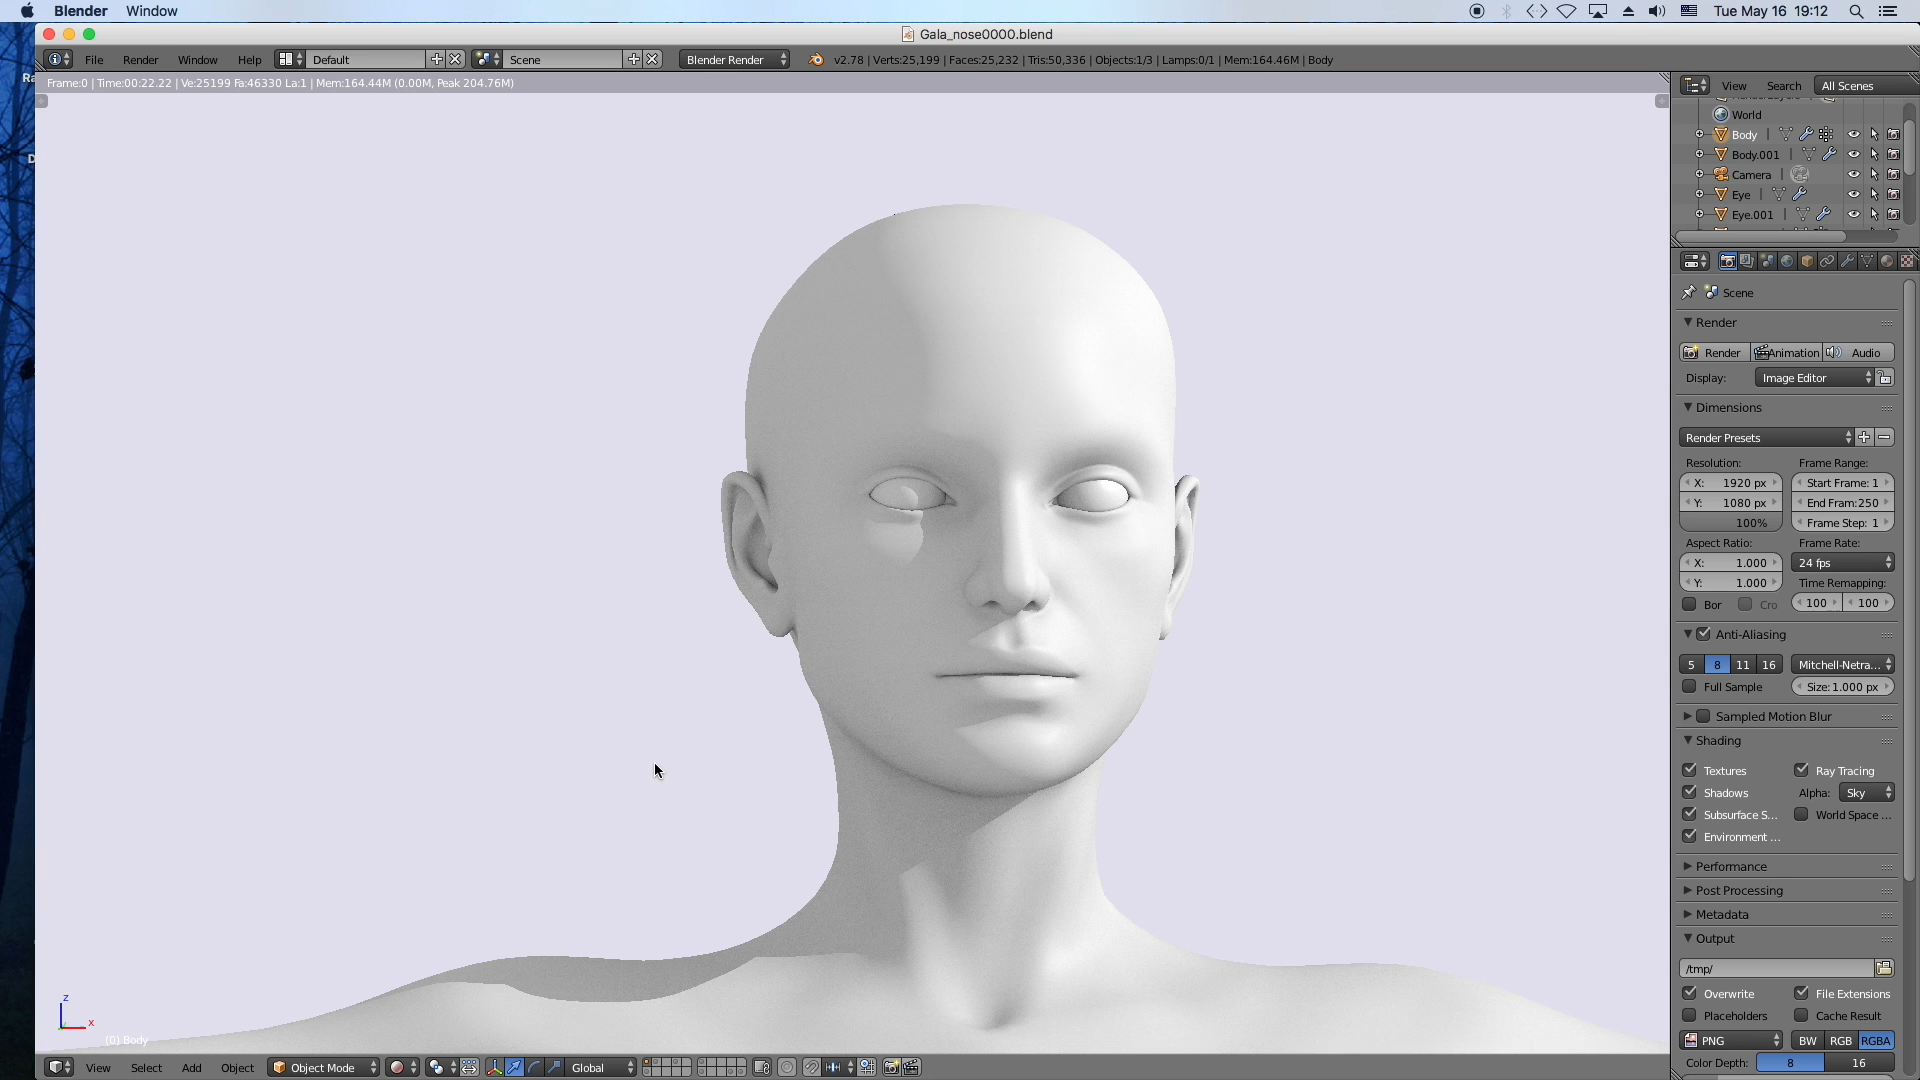 Blender Window Tue May 16 19:12
Gala_nose0000.blend
File Render Window Help Default Scene Blender Render v2.78 | Verts:25,199 | Faces:25,232 | Tris:50,336 | Objects:1/3 | Lamps:0/1 | Mem:164.46M | Body
Frame:0 | Time:00:22.22 | Ve:25199 Fa:46330 La:1 | Mem:164.44M (0.00M, Peak 204.76M)
View Search All Scenes
World
Body
Body.001
Camera
Eye
Eye.001
Scene
Render
Render Animation Audio
Display: Image Editor
Dimensions
Render Presets
Resolution: Frame Range:
X: 1920 px Start Frame: 1
Y: 1080 px End Fram:250
100% Frame Step: 1
Aspect Ratio: Frame Rate:
X: 1.000 24 fps
Y: 1.000 Time Remapping:
Bor Cro 100 100
Anti-Aliasing
5 8 11 16 Mitchell-Netra...
Full Sample Size:1.000 px
Sampled Motion Blur
Shading
Textures Ray Tracing
Shadows Alpha: Sky
Subsurface S... World Space ...
Environment ...
Performance
Post Processing
Metadata
Output
/tmp/
Overwrite File Extensions
Placeholders Cache Result
PNG BW RGB RGBA
Color Depth: 8 16
z
x
(0) Body
View Select Add Object Object Mode Global